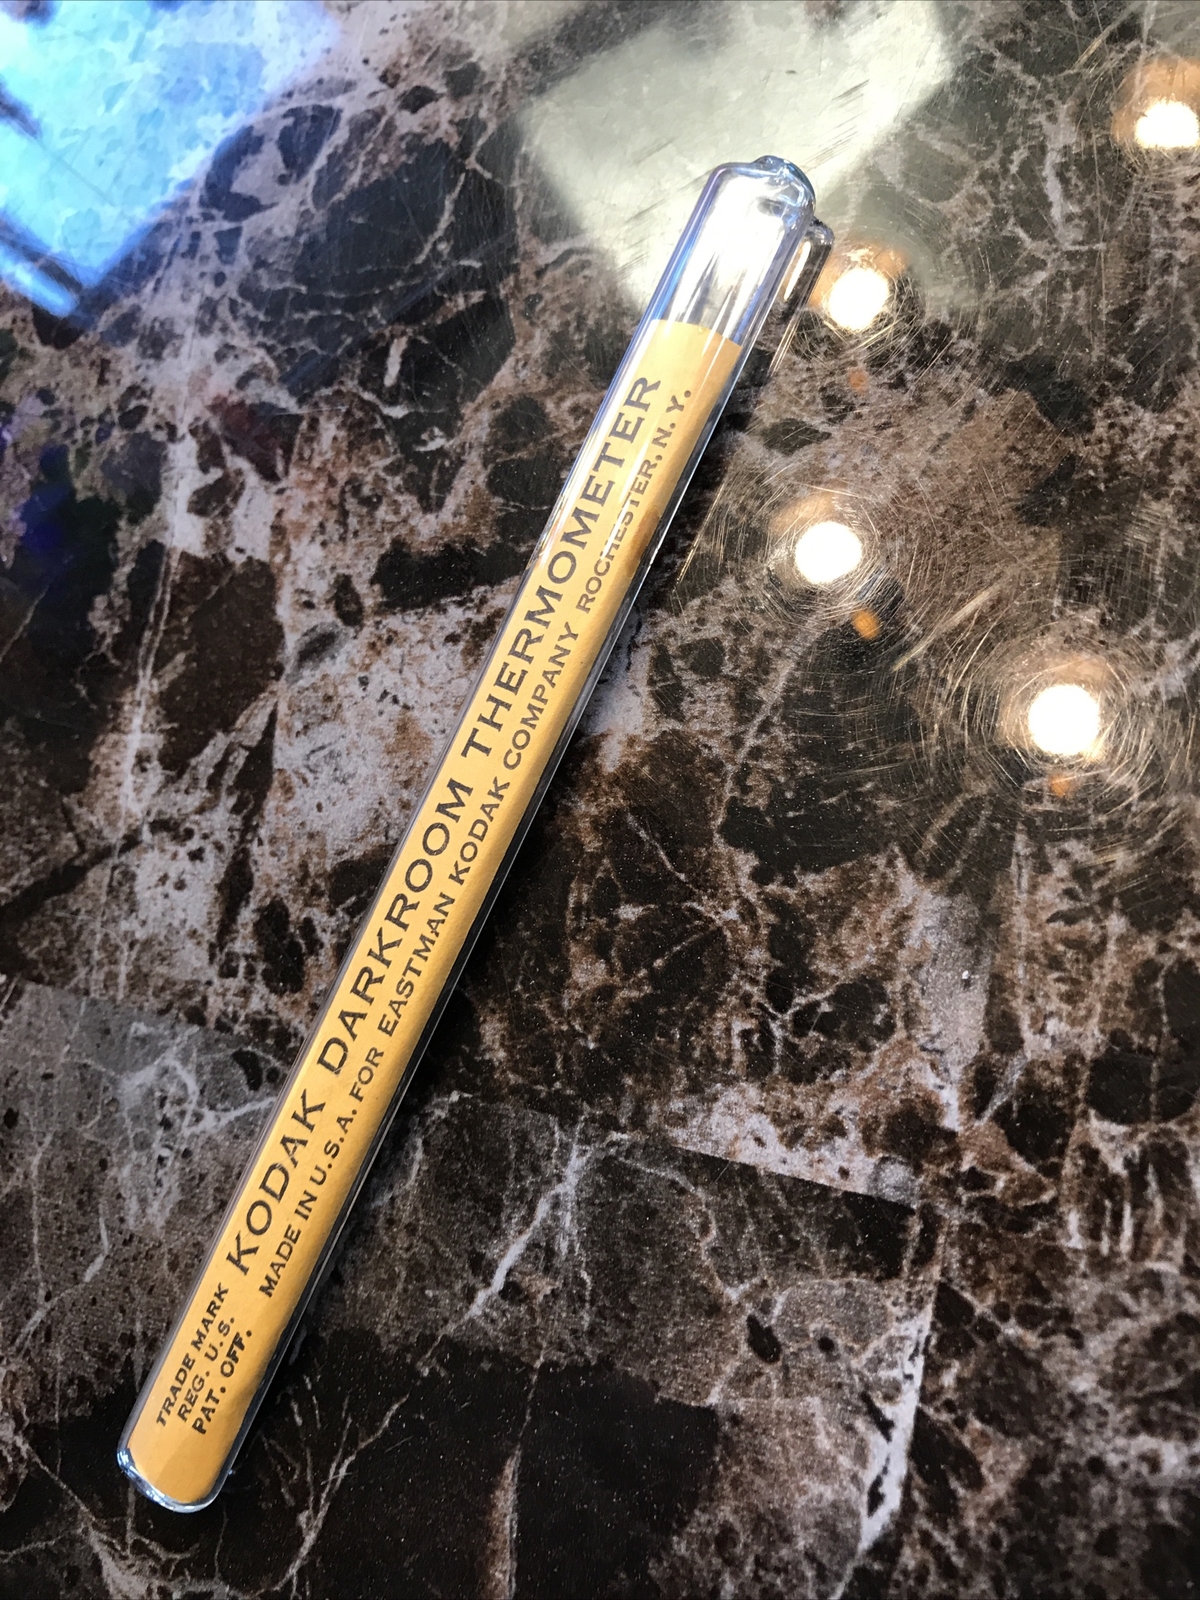 TRADE MARK
REG. U. S.
PAT. OFF.
KODAK DARKROOM THERMOMETER
MADE IN U.S.A. FOR EASTMAN KODAK COMPANY ROCHESTER, N. Y.